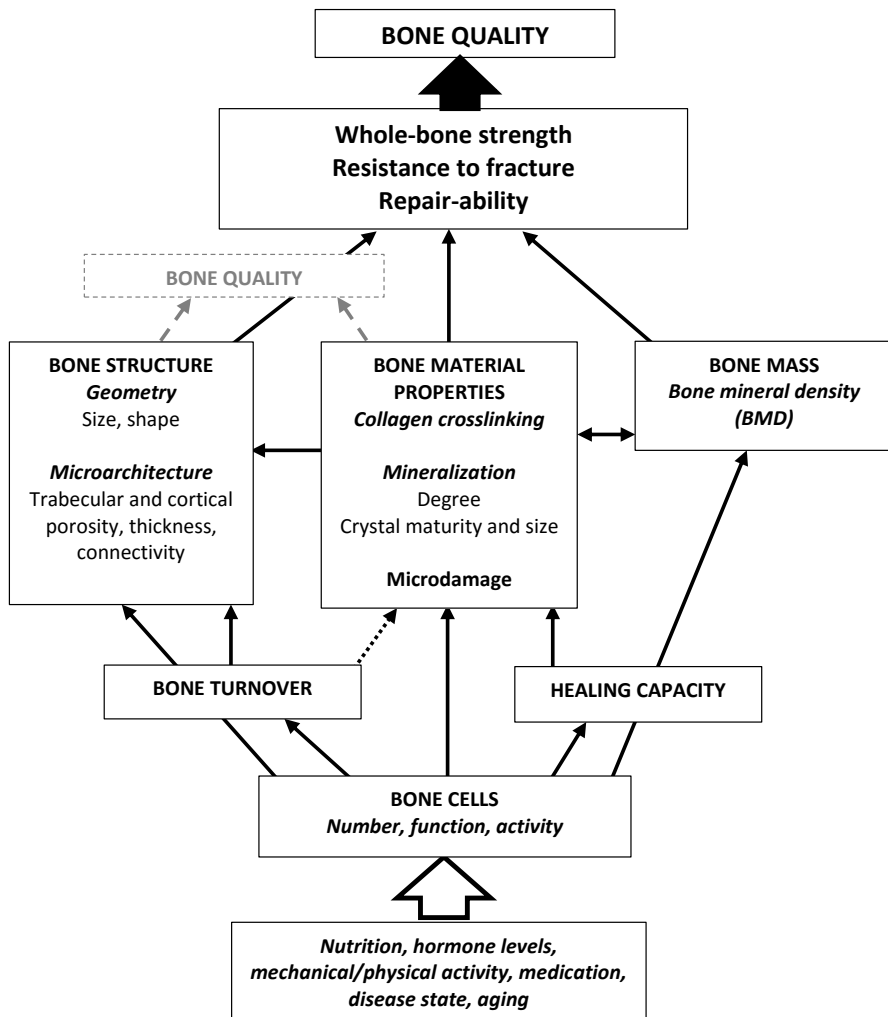 BONE QUALITY
Whole-bone strength
Resistance to fracture
Repair-ability
BONE QUALITY
BONE STRUCTURE
Geometry
Size, shape
Microarchitecture
Trabecular and cortical
porosity, thickness,
connectivity
BONE MATERIAL
PROPERTIES
Collagen crosslinking
Mineralization
Degree
Crystal maturity and size
Microdamage
BONE MASS
Bone mineral density
(BMD)
BONE TURNOVER
HEALING CAPACITY
BONE CELLS
Number, function, activity
Nutrition, hormone levels,
mechanical/physical activity, medication,
disease state, aging